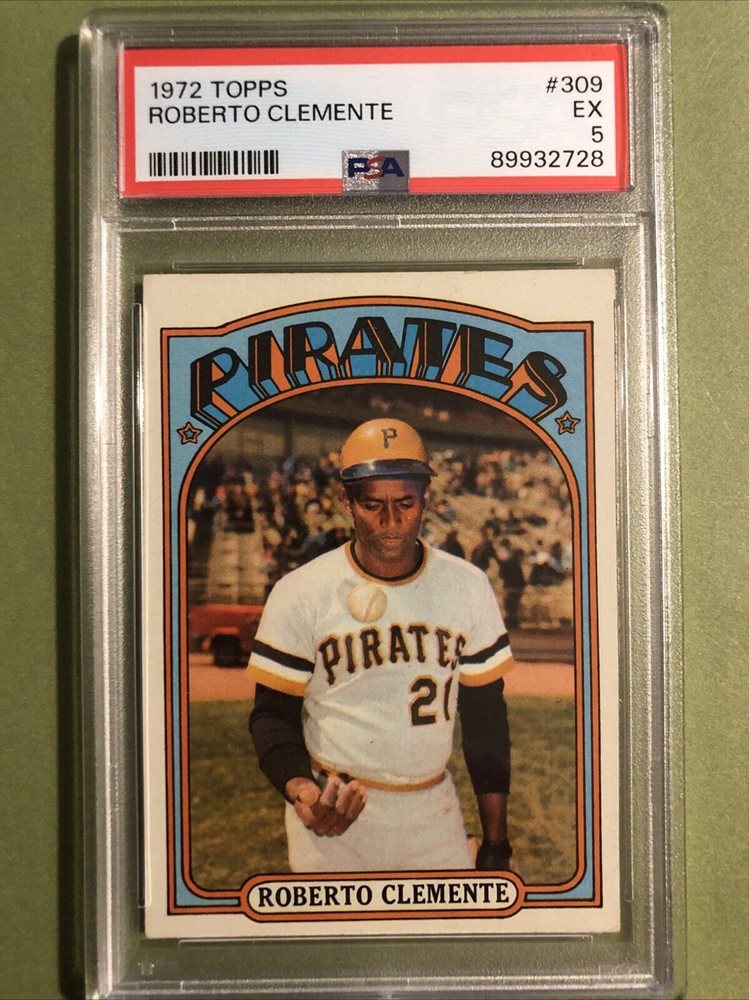 1972 TOPPS #309
ROBERTO CLEMENTE EX
5
PSA 89932728
PIRATES
P
PIRATES
21
ROBERTO CLEMENTE